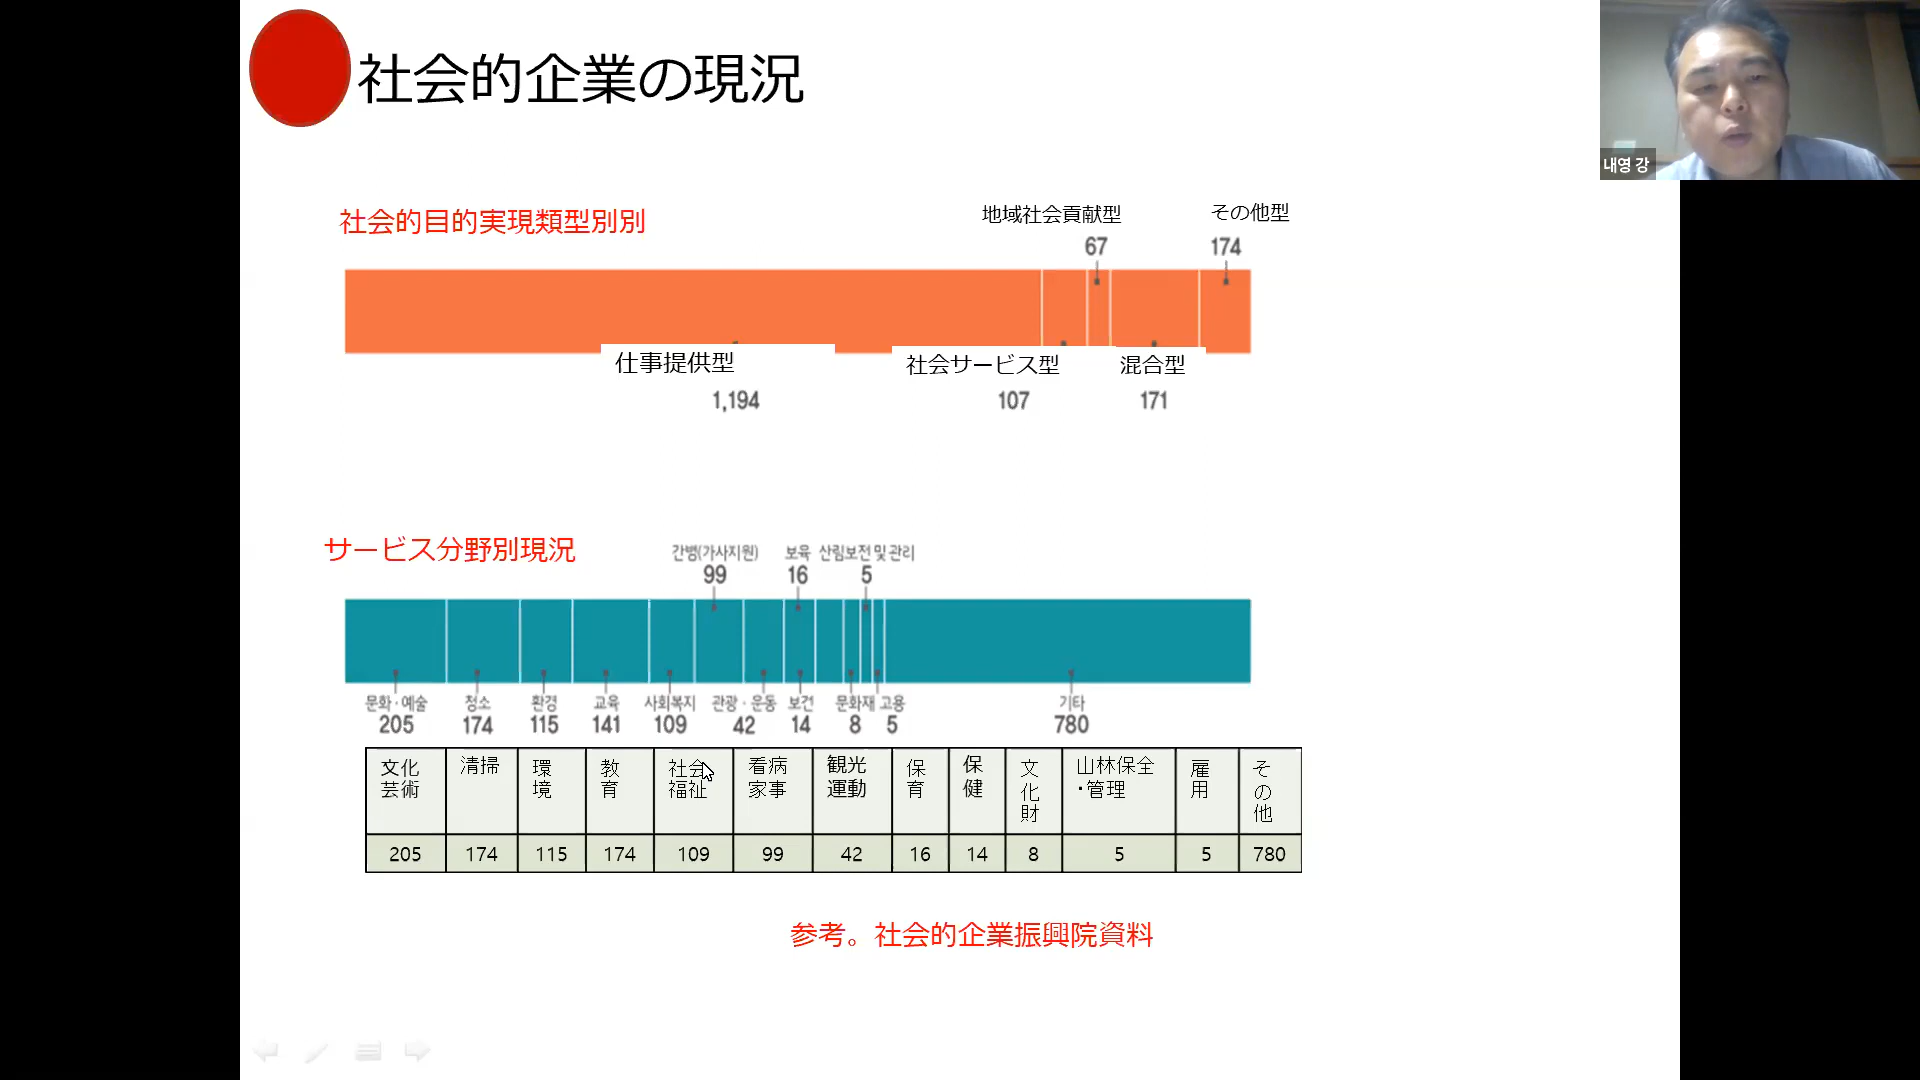 社会的企業の現況
내영 강
社会的目的実現類型別別
地域社会貢献型 その他型
67 174
仕事提供型 社会サービス型 混合型
1,194 107 171
サービス分野別現況
간병(가사지원) 보육 산림보전 및 관리
99 16 5
문화·예술 청소 환경 교육 사회복지 관광·운동 보건 문화재 고용 기타
205 174 115 141 109 42 14 8 5 780
文化芸術 清掃 環境 教育 社会福祉 看病家事 観光運動 保育 保健 文化財 山林保全・管理 雇用 その他
205 174 115 174 109 99 42 16 14 8 5 5 780
参考。社会的企業振興院資料